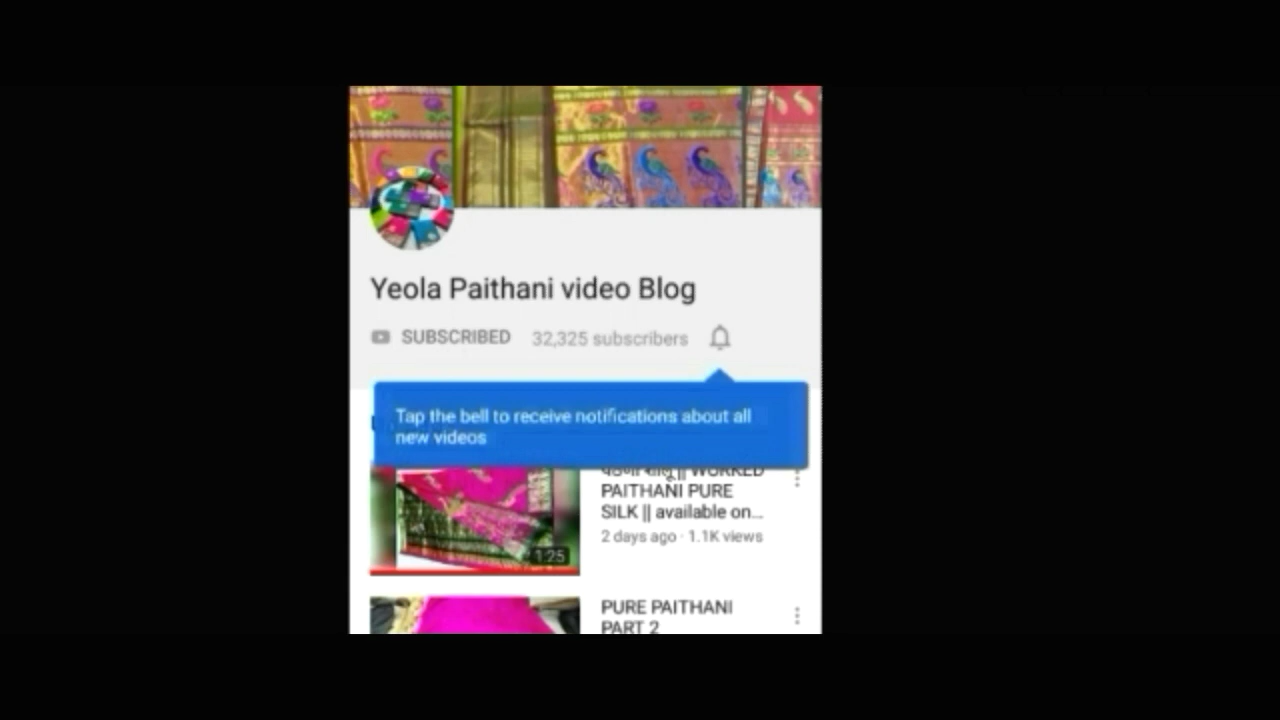 Yeola Paithani video Blog
SUBSCRIBED 32,325 subscribers
Tap the bell to receive notifications about all
new videos
|| WORKED
PAITHANI PURE
SILK || available on...
2 days ago · 1.1K views
1:25
PURE PAITHANI
PART 2